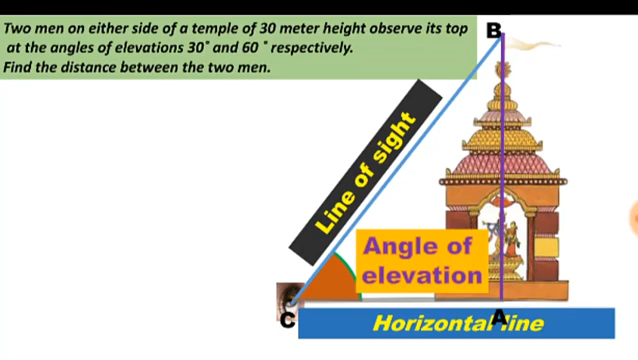 Two men on either side of a temple of 30 meter height observe its top
at the angles of elevations 30˚ and 60 ˚ respectively.
Find the distance between the two men.
B
Line of sight
Angle of
elevation
C
A
Horizontal line